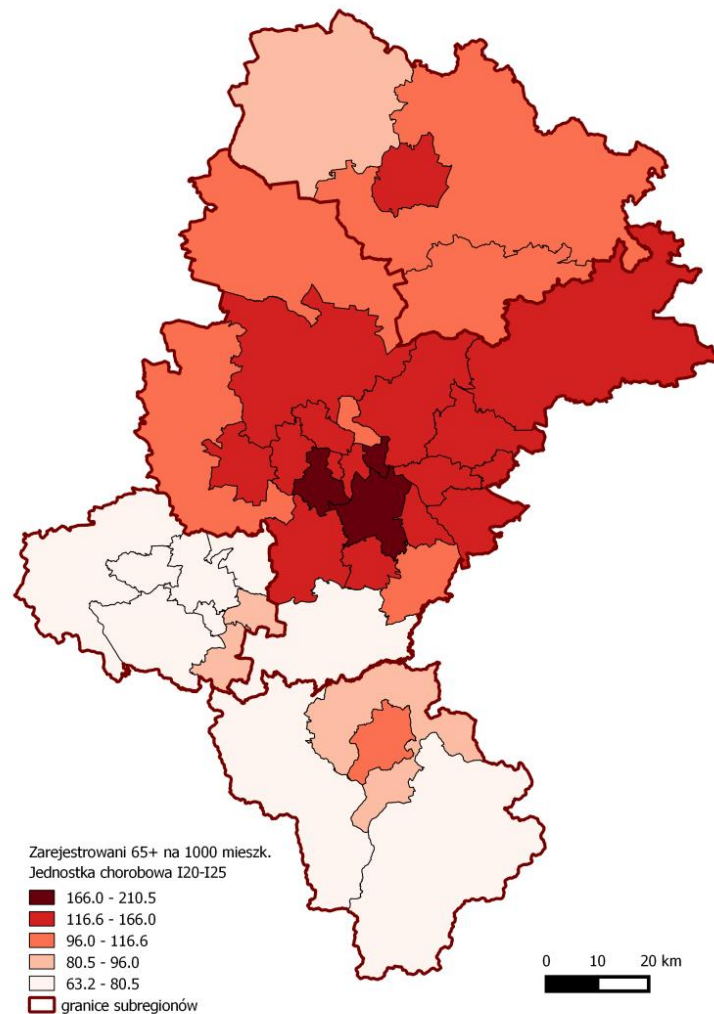 Zarejestrowani 65+ na 1000 mieszk.
Jednostka chorobowa I20-I25
166.0 - 210.5
116.6 - 166.0
96.0 - 116.6
80.5 - 96.0
63.2 - 80.5
granice subregionów
0 10 20 km